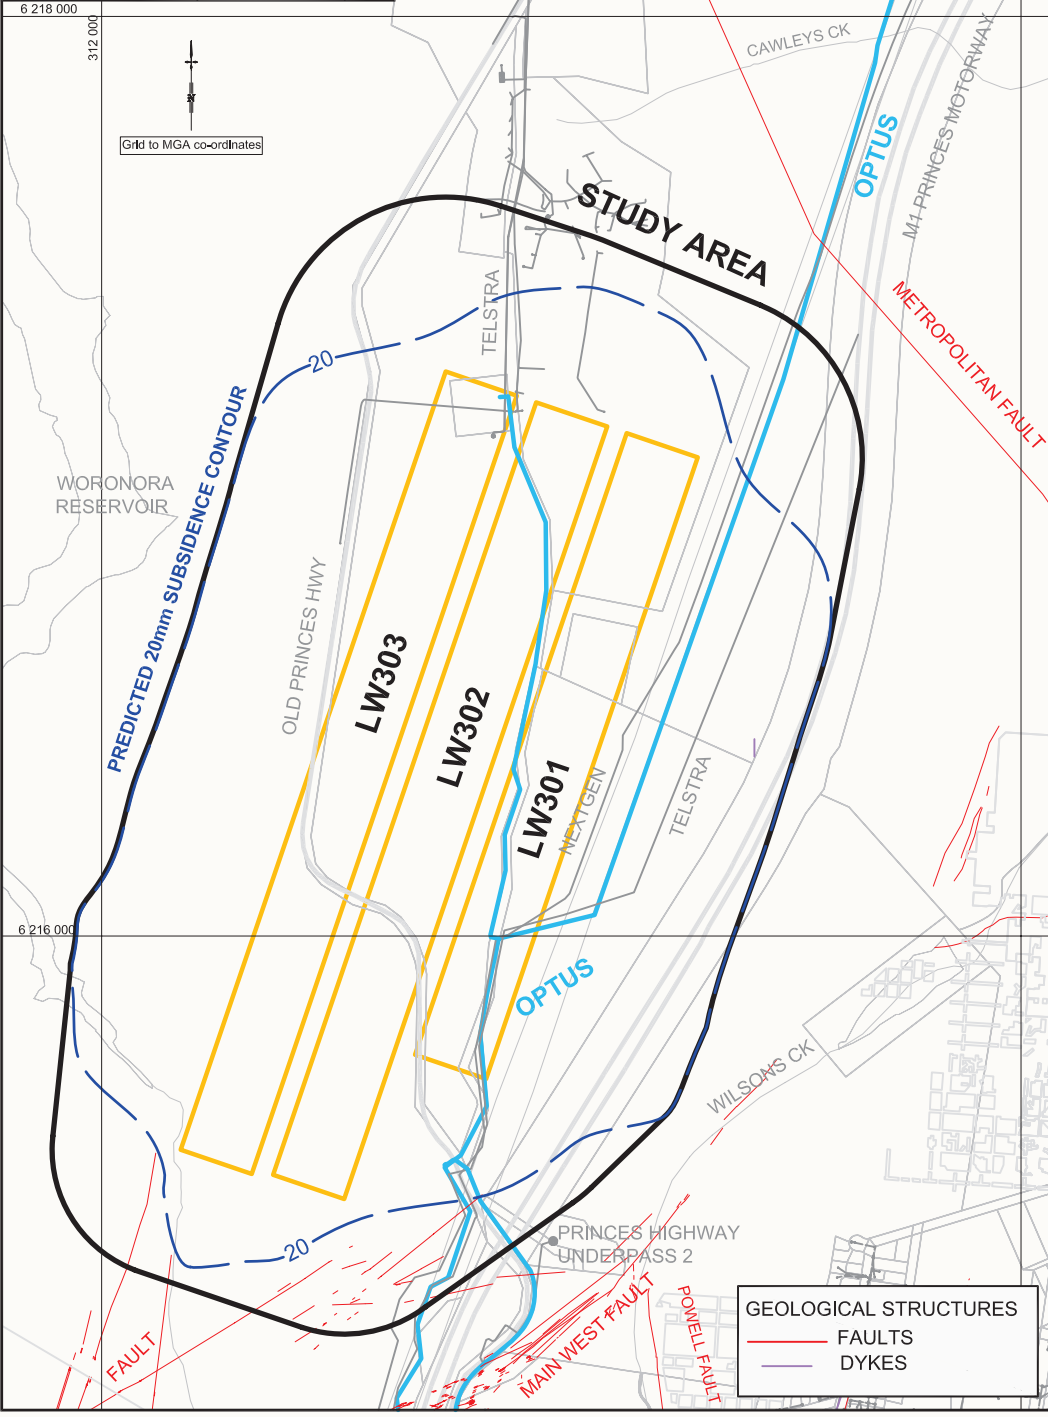 6 218 000
312 000
N
Grid to MGA co-ordinates
CAWLEYS CK
OPTUS
M1 PRINCES MOTORWAY
STUDY AREA
TELSTRA
METROPOLITAN FAULT
20
PREDICTED 20mm SUBSIDENCE CONTOUR
WORONORA
RESERVOIR
OLD PRINCES HWY
LW303
LW302
LW301
NEXTGEN
TELSTRA
6 216 000
OPTUS
WILSONS CK
20
PRINCES HIGHWAY
UNDERPASS 2
FAULT
MAIN WEST FAULT
POWELL FAULT
GEOLOGICAL STRUCTURES
FAULTS
DYKES